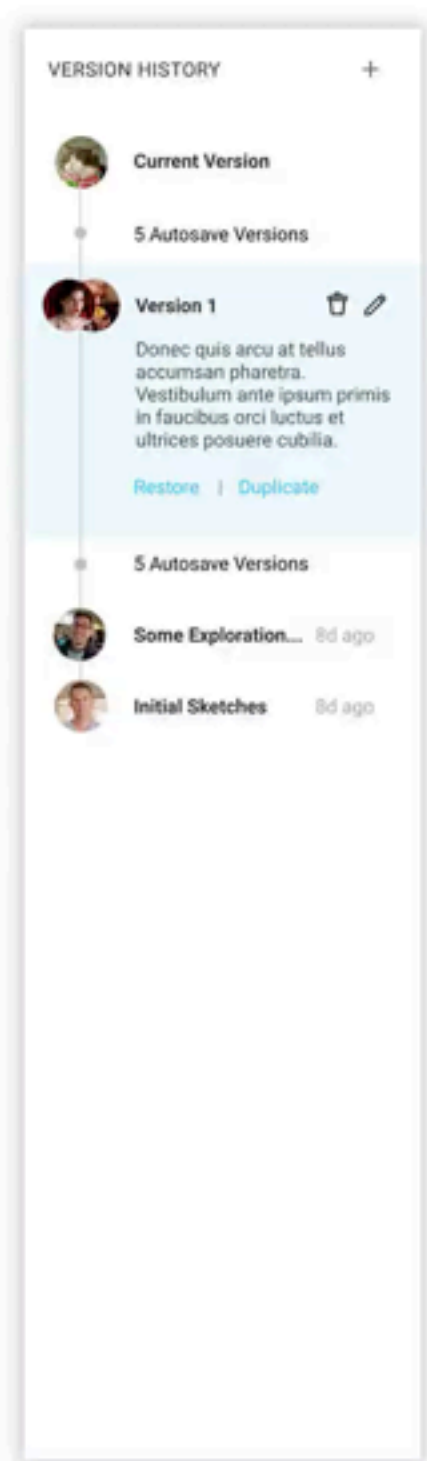 VERSION HISTORY +
Current Version
5 Autosave Versions
Version 1
Donec quis arcu at tellus
accumsan pharetra.
Vestibulum ante ipsum primis
in faucibus orci luctus et
ultrices posuere cubilia.
Restore | Duplicate
5 Autosave Versions
Some Exploration... 8d ago
Initial Sketches 8d ago